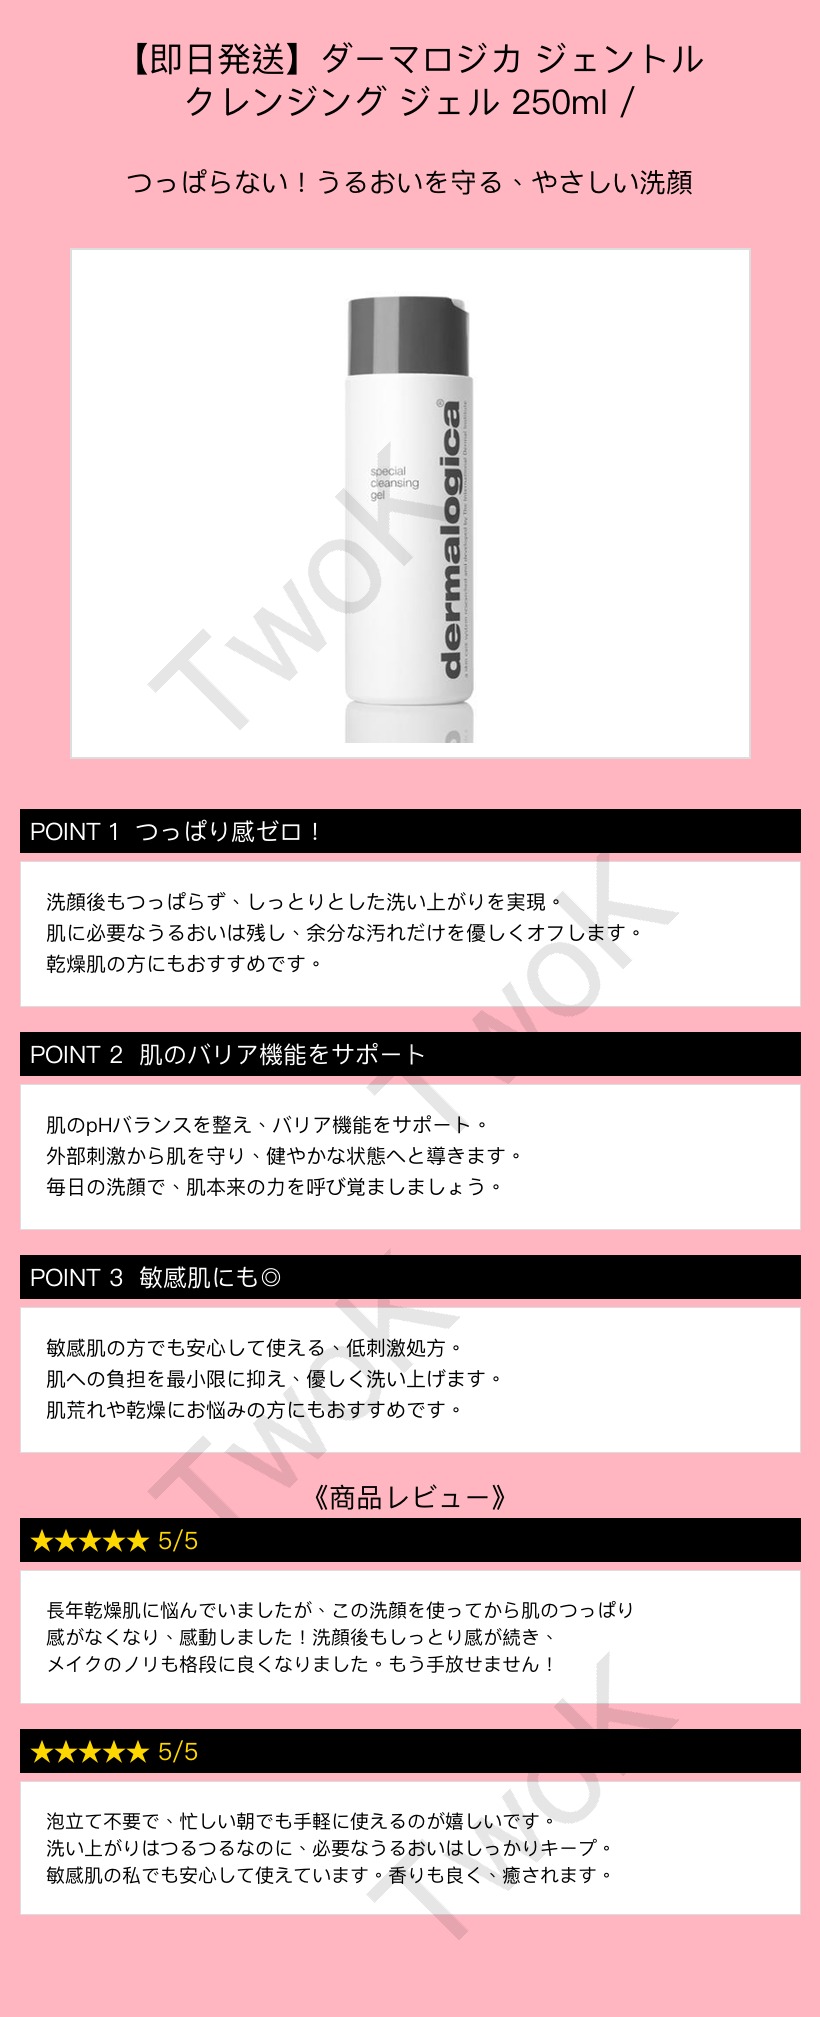 【即日発送】ダーマロジカ ジェントル
クレンジング ジェル 250ml /
つっぱらない！うるおいを守る、やさしい洗顔
special
cleansing
gel
dermalogica®
a skin care system researched and developed by The International Dermal Institute
TwoK
POINT 1 つっぱり感ゼロ！
洗顔後もつっぱらず、しっとりとした洗い上がりを実現。
肌に必要なうるおいは残し、余分な汚れだけを優しくオフします。
乾燥肌の方にもおすすめです。
TwoK
POINT 2 肌のバリア機能をサポート
肌のpHバランスを整え、バリア機能をサポート。
外部刺激から肌を守り、健やかな状態へと導きます。
毎日の洗顔で、肌本来の力を呼び覚ましましょう。
POINT 3 敏感肌にも◎
敏感肌の方でも安心して使える、低刺激処方。
肌への負担を最小限に抑え、優しく洗い上げます。
肌荒れや乾燥にお悩みの方にもおすすめです。
TwoK
《商品レビュー》
★★★★★ 5/5
長年乾燥肌に悩んでいましたが、この洗顔を使ってから肌のつっぱり
感がなくなり、感動しました！洗顔後もしっとり感が続き、
メイクのノリも格段に良くなりました。もう手放せません！
★★★★★ 5/5
泡立て不要で、忙しい朝でも手軽に使えるのが嬉しいです。
洗い上がりはつるつるなのに、必要なうるおいはしっかりキープ。
敏感肌の私でも安心して使えています。香りも良く、癒されます。
TwoK